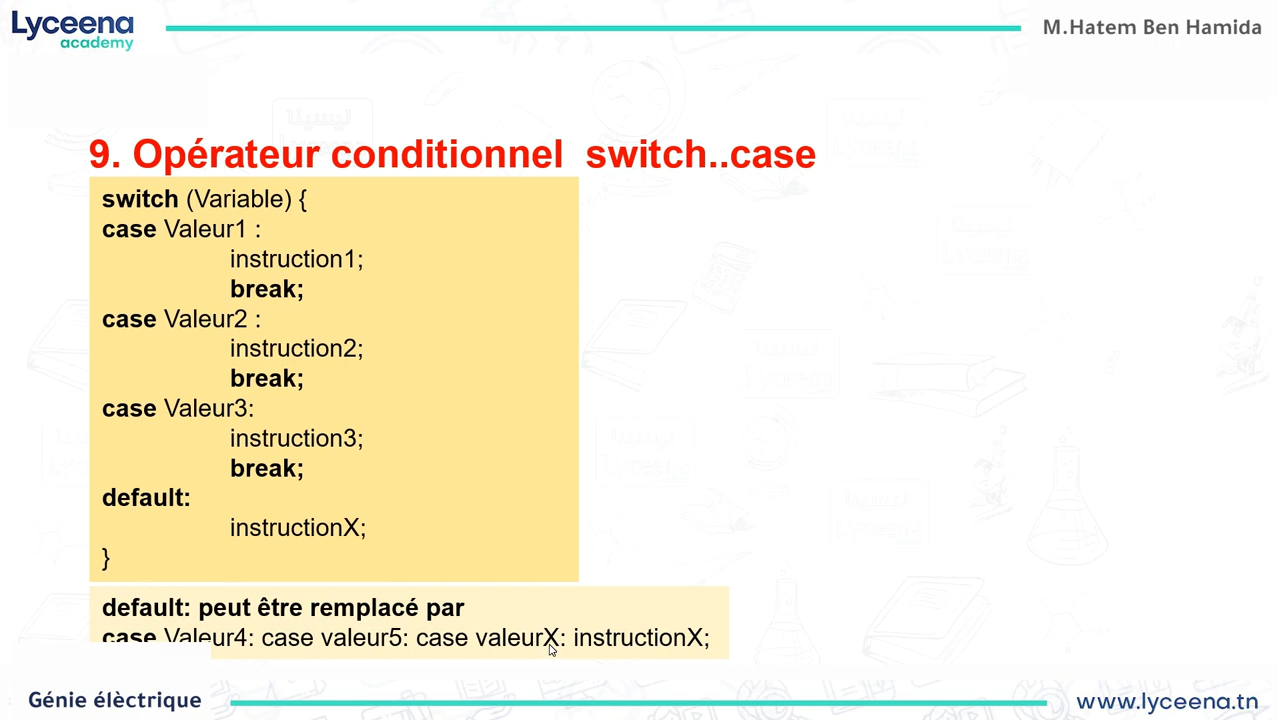 Lyceena
academy
M.Hatem Ben Hamida
9. Opérateur conditionnel switch..case
switch (Variable) {
case Valeur1 :
instruction1;
break;
case Valeur2 :
instruction2;
break;
case Valeur3:
instruction3;
break;
default:
instructionX;
}
default: peut être remplacé par
case Valeur4: case valeur5: case valeurX: instructionX;
Génie élèctrique
www.lyceena.tn